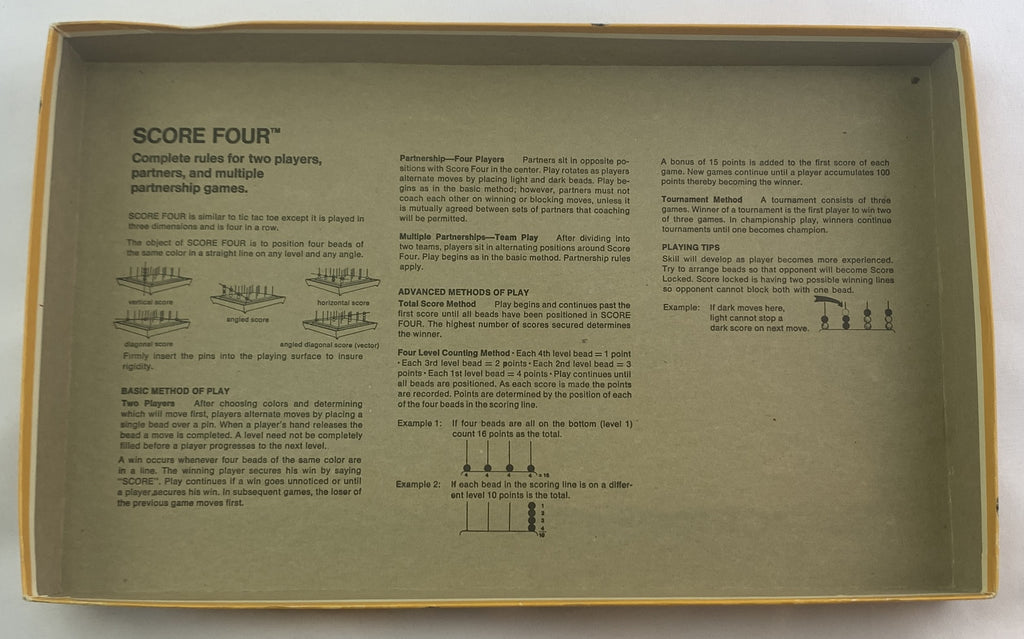 SCORE FOUR™
Complete rules for two players,
partners, and multiple
partnership games.
SCORE FOUR is similar to tic tac toe except it is played in
three dimensions and is four in a row.
The object of SCORE FOUR is to position four beads of
the same color in a straight line on any level and any angle.
vertical score
angled score
horizontal score
diagonal score
angled diagonal score (vector)
Firmly insert the pins into the playing surface to insure
rigidity.
BASIC METHOD OF PLAY
Two Players After choosing colors and determining
which will move first, players alternate moves by placing a
single bead over a pin. When a player's hand releases the
bead a move is completed. A level need not be completely
filled before a player progresses to the next level.
A win occurs whenever four beads of the same color are
in a line. The winning player secures his win by saying
"SCORE". Play continues if a win goes unnoticed or until
a player secures his win. In subsequent games, the loser of
the previous game moves first.
Partnership—Four Players Partners sit in opposite po-
sitions with Score Four in the center. Play rotates as players
alternate moves by placing light and dark beads. Play be-
gins as in the basic method; however, partners must not
coach each other on winning or blocking moves, unless it
is mutually agreed between sets of partners that coaching
will be permitted.
Multiple Partnerships—Team Play After dividing into
two teams, players sit in alternating positions around Score
Four. Play begins as in the basic method. Partnership rules
apply.
ADVANCED METHODS OF PLAY
Total Score Method Play begins and continues past the
first score until all beads have been positioned in SCORE
FOUR. The highest number of scores secured determines
the winner.
Four Level Counting Method · Each 4th level bead = 1 point
· Each 3rd level bead = 2 points · Each 2nd level bead = 3
points · Each 1st level bead = 4 points · Play continues until
all beads are positioned. As each score is made the points
are recorded. Points are determined by the position of each
of the four beads in the scoring line.
Example 1: If four beads are all on the bottom (level 1)
count 16 points as the total.
4 4 4 4 = 16
Example 2: If each bead in the scoring line is on a differ-
ent level 10 points is the total.
1
2
3
4
10
A bonus of 15 points is added to the first score of each
game. New games continue until a player accumulates 100
points thereby becoming the winner.
Tournament Method A tournament consists of three
games. Winner of a tournament is the first player to win two
of three games. In championship play, winners continue
tournaments until one becomes champion.
PLAYING TIPS
Skill will develop as player becomes more experienced.
Try to arrange beads so that opponent will become Score
Locked. Score locked is having two possible winning lines
so opponent cannot block both with one bead.
Example: If dark moves here,
light cannot stop a
dark score on next move.